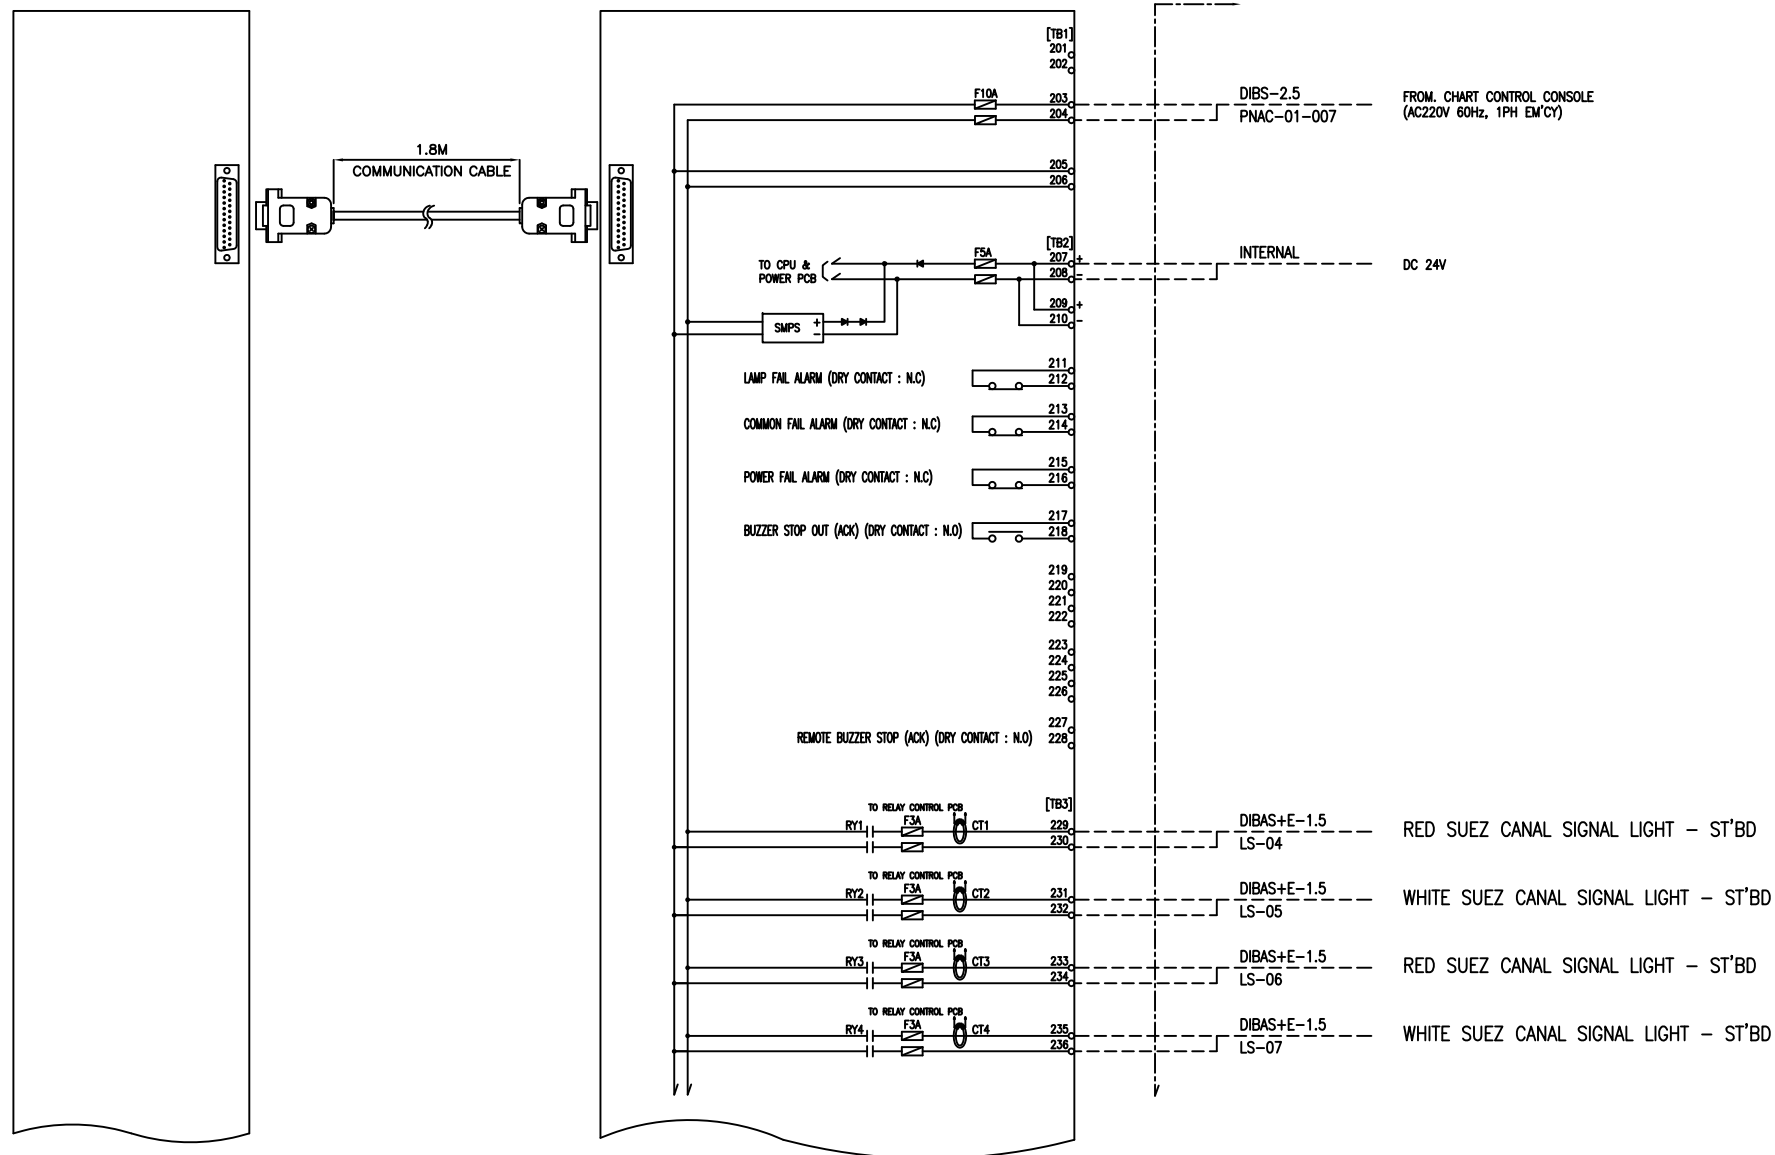 [TB1]
201
202
F10A
203
204
DIBS-2.5
PNAC-01-007
FROM. CHART CONTROL CONSOLE
(AC220V 60Hz, 1PH EM'CY)
1.8M
COMMUNICATION CABLE
205
206
[TB2]
TO CPU &
POWER PCB
F5A
207 +
208 -
INTERNAL
DC 24V
209 +
210 -
SMPS + -
LAMP FAIL ALARM (DRY CONTACT : N.C)
211
212
COMMON FAIL ALARM (DRY CONTACT : N.C)
213
214
POWER FAIL ALARM (DRY CONTACT : N.C)
215
216
BUZZER STOP OUT (ACK) (DRY CONTACT : N.O)
217
218
219
220
221
222
223
224
225
226
REMOTE BUZZER STOP (ACK) (DRY CONTACT : N.O)
227
228
[TB3]
TO RELAY CONTROL PCB
RY1 F3A CT1 229
230
DIBAS+E-1.5
LS-04
RED SUEZ CANAL SIGNAL LIGHT - ST'BD
TO RELAY CONTROL PCB
RY2 F3A CT2 231
232
DIBAS+E-1.5
LS-05
WHITE SUEZ CANAL SIGNAL LIGHT - ST'BD
TO RELAY CONTROL PCB
RY3 F3A CT3 233
234
DIBAS+E-1.5
LS-06
RED SUEZ CANAL SIGNAL LIGHT - ST'BD
TO RELAY CONTROL PCB
RY4 F3A CT4 235
236
DIBAS+E-1.5
LS-07
WHITE SUEZ CANAL SIGNAL LIGHT - ST'BD